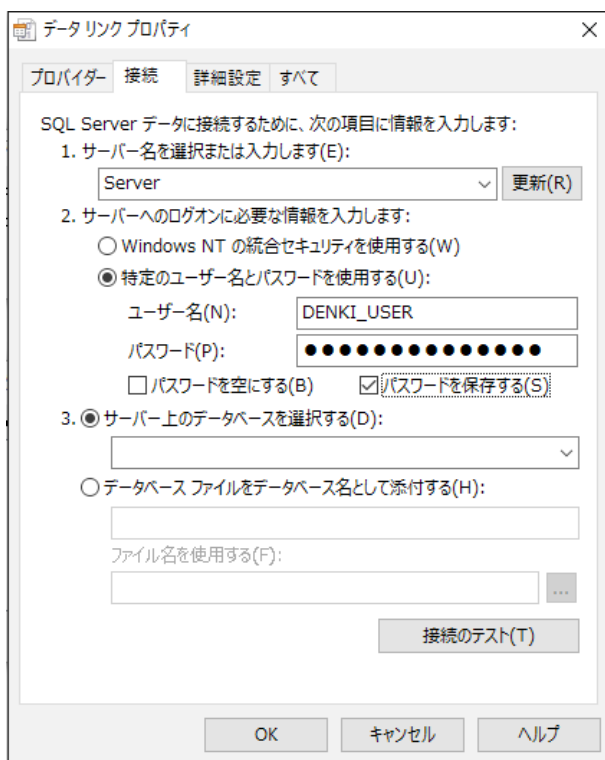 データ リンク プロパティ
プロバイダー 接続 詳細設定 すべて
SQL Server データに接続するために、次の項目に情報を入力します:
1. サーバー名を選択または入力します(E):
Server 更新(R)
2. サーバーへのログオンに必要な情報を入力します:
Windows NT の統合セキュリティを使用する(W)
特定のユーザー名とパスワードを使用する(U):
ユーザー名(N): DENKI_USER
パスワード(P): ●●●●●●●●●●●●●●
パスワードを空にする(B) パスワードを保存する(S)
3. サーバー上のデータベースを選択する(D):
データベース ファイルをデータベース名として添付する(H):
ファイル名を使用する(F):
...
接続のテスト(T)
OK キャンセル ヘルプ